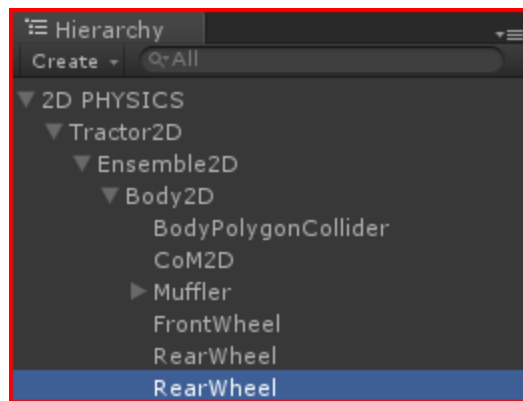 Hierarchy
Create All
2D PHYSICS
Tractor2D
Ensemble2D
Body2D
BodyPolygonCollider
CoM2D
Muffler
FrontWheel
RearWheel
RearWheel